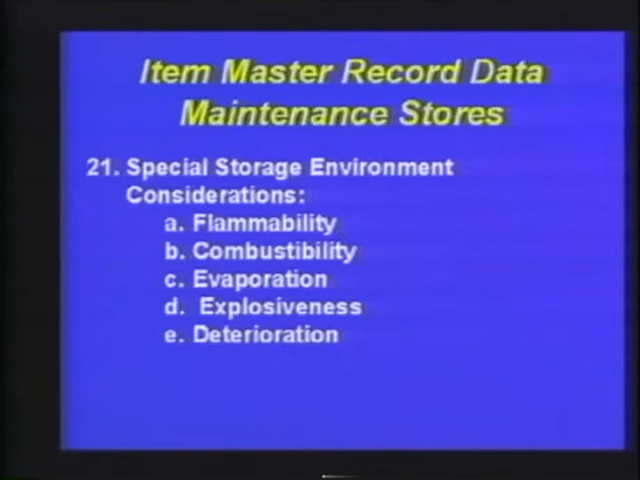 Item Master Record Data
Maintenance Stores
21. Special Storage Environment
Considerations:
a. Flammability
b. Combustibility
c. Evaporation
d. Explosiveness
e. Deterioration